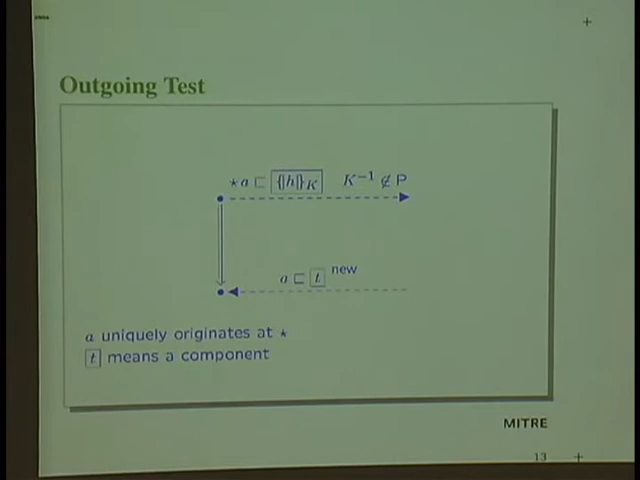 Outgoing Test
⋆ a ⊏ {|h|}K K⁻¹ ∉ P
a ⊏ t new
a uniquely originates at ⋆
t means a component
MITRE
13